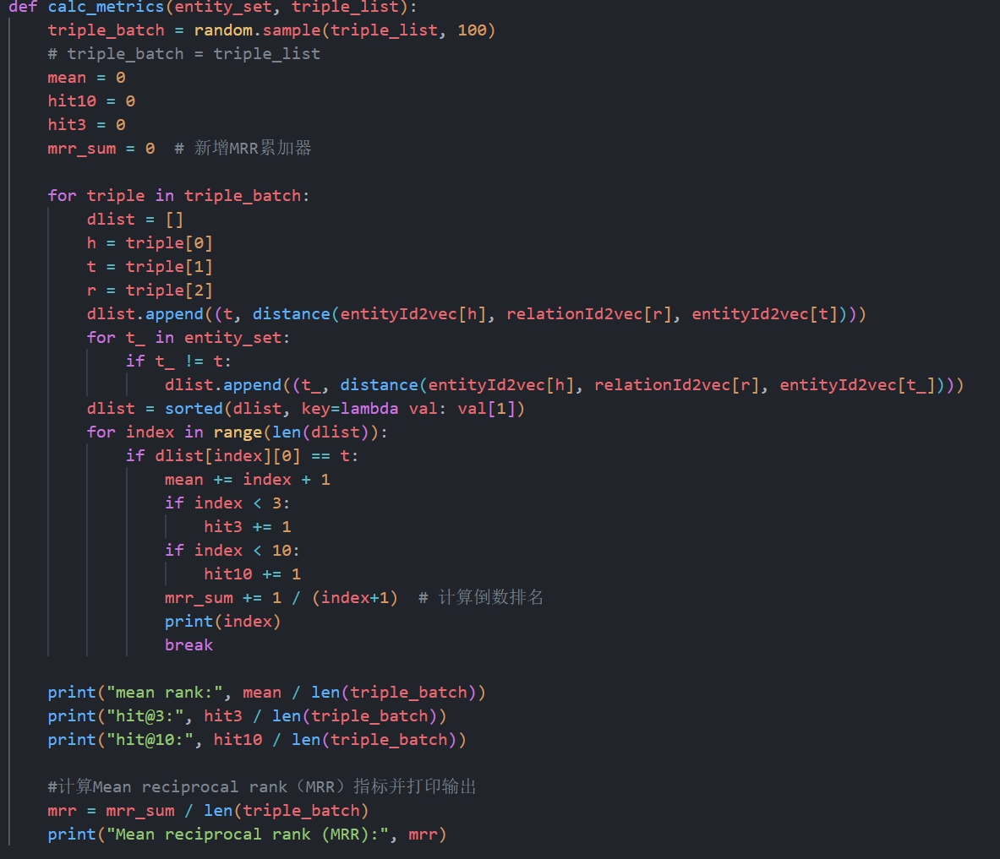 def calc_metrics(entity_set, triple_list):
    triple_batch = random.sample(triple_list, 100)
    # triple_batch = triple_list
    mean = 0
    hit10 = 0
    hit3 = 0
    mrr_sum = 0  # 新增MRR累加器

    for triple in triple_batch:
        dlist = []
        h = triple[0]
        t = triple[1]
        r = triple[2]
        dlist.append((t, distance(entityId2vec[h], relationId2vec[r], entityId2vec[t])))
        for t_ in entity_set:
            if t_ != t:
                dlist.append((t_, distance(entityId2vec[h], relationId2vec[r], entityId2vec[t_])))
        dlist = sorted(dlist, key=lambda val: val[1])
        for index in range(len(dlist)):
            if dlist[index][0] == t:
                mean += index + 1
                if index < 3:
                    hit3 += 1
                if index < 10:
                    hit10 += 1
                mrr_sum += 1 / (index+1)  # 计算倒数排名
                print(index)
                break

    print("mean rank:", mean / len(triple_batch))
    print("hit@3:", hit3 / len(triple_batch))
    print("hit@10:", hit10 / len(triple_batch))

    #计算Mean reciprocal rank（MRR）指标并打印输出
    mrr = mrr_sum / len(triple_batch)
    print("Mean reciprocal rank (MRR):", mrr)